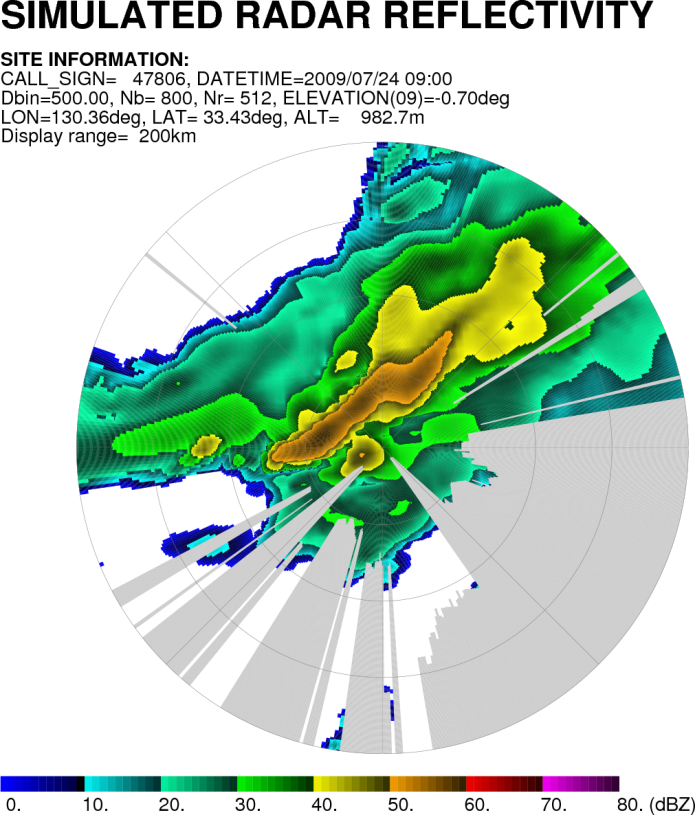 SIMULATED RADAR REFLECTIVITY
SITE INFORMATION:
CALL_SIGN= 47806, DATETIME=2009/07/24 09:00
Dbin=500.00, Nb= 800, Nr= 512, ELEVATION(09)=-0.70deg
LON=130.36deg, LAT= 33.43deg, ALT= 982.7m
Display range= 200km
0. 10. 20. 30. 40. 50. 60. 70. 80. (dBZ)